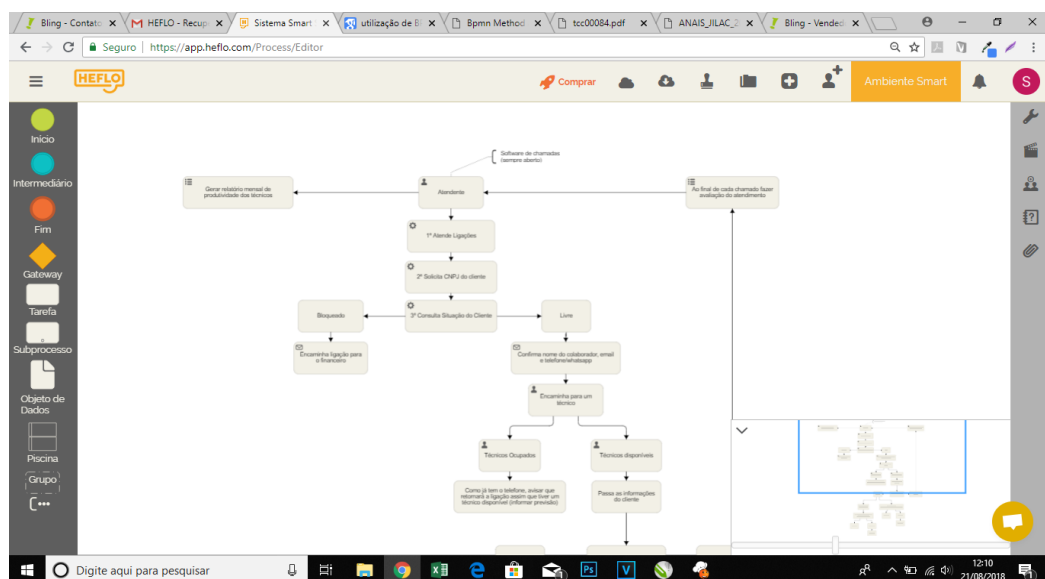 Bling - Contato
HEFLO - Recup
Sistema Smart
utilização de B
Bpmn Method
tcc00084.pdf
ANAIS_JILAC_2
Bling - Vended
Seguro | https://app.heflo.com/Process/Editor
HEFLO
Comprar
Ambiente Smart
S
Início
Intermediário
Fim
Gateway
Tarefa
Subprocesso
Objeto de
Dados
Piscina
Grupo
Software de chamadas
(sempre aberto)
Gerar relatório mensal de
produtividade dos técnicos
Atendente
Ao final de cada chamado fazer
avaliação do atendimento
1º Atende Ligações
2º Solicita CNPJ do cliente
Bloqueado
3º Consulta Situação do Cliente
Livre
Encaminha ligação para
o financeiro
Confirma nome do colaborador, email
e telefone/whatsapp
Encaminha para um
técnico
Técnicos Ocupados
Técnicos disponíveis
Como já tem o telefone, avisar que
retornará a ligação assim que tiver um
técnico disponível (informar previsão)
Passa as informações
do cliente
Digite aqui para pesquisar
Ps
V
12:10
21/08/2018